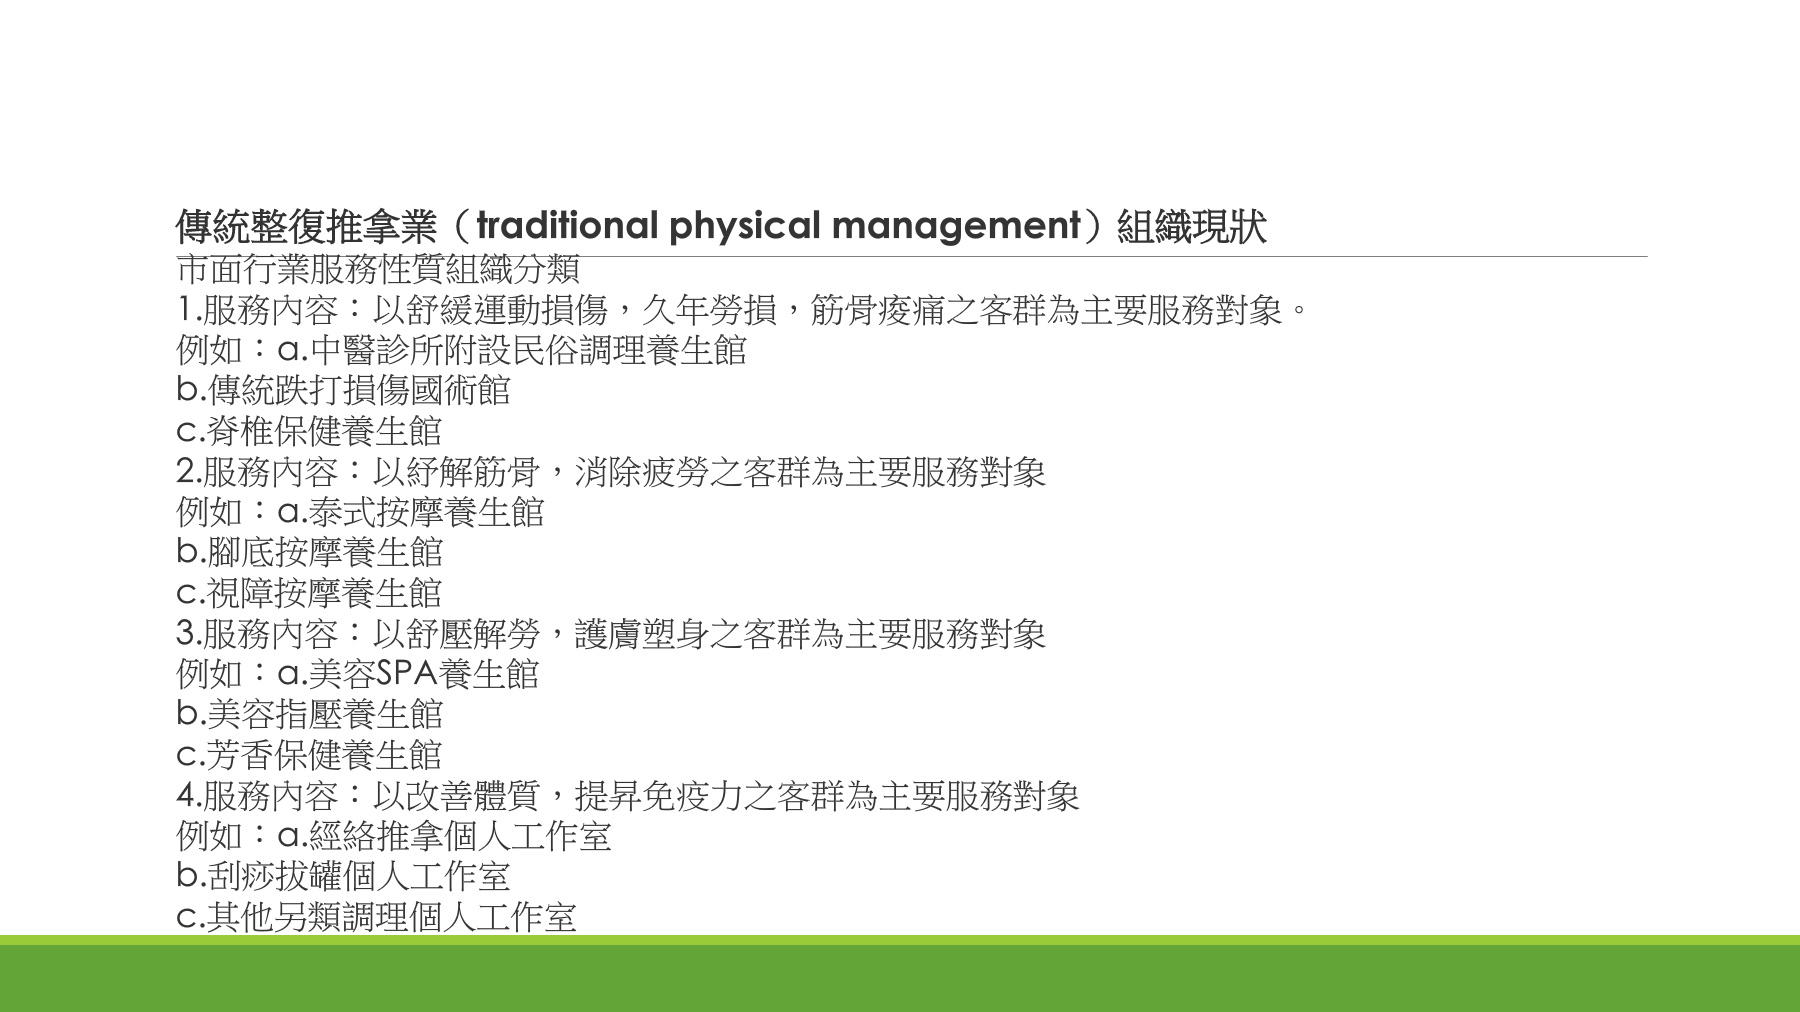 傳統整復推拿業（traditional physical management）組織現狀
市面行業服務性質組織分類
1.服務內容：以舒緩運動損傷，久年勞損，筋骨痠痛之客群為主要服務對象。
例如：a.中醫診所附設民俗調理養生館
b.傳統跌打損傷國術館
c.脊椎保健養生館
2.服務內容：以紓解筋骨，消除疲勞之客群為主要服務對象
例如：a.泰式按摩養生館
b.腳底按摩養生館
c.視障按摩養生館
3.服務內容：以舒壓解勞，護膚塑身之客群為主要服務對象
例如：a.美容SPA養生館
b.美容指壓養生館
c.芳香保健養生館
4.服務內容：以改善體質，提昇免疫力之客群為主要服務對象
例如：a.經絡推拿個人工作室
b.刮痧拔罐個人工作室
c.其他另類調理個人工作室